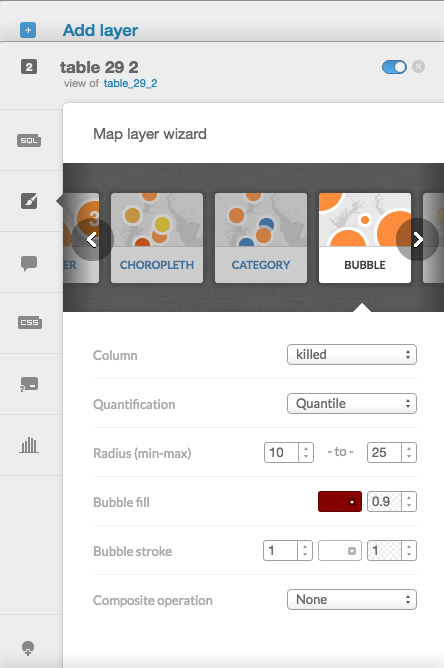 Add layer
2 table 29 2
view of table_29_2
SQL
Map layer wizard
3
ER CHOROPLETH CATEGORY BUBBLE
Column killed
CSS
Quantification Quantile
Radius (min-max) 10 - to - 25
Bubble fill 0.9
Bubble stroke 1 1
Composite operation None